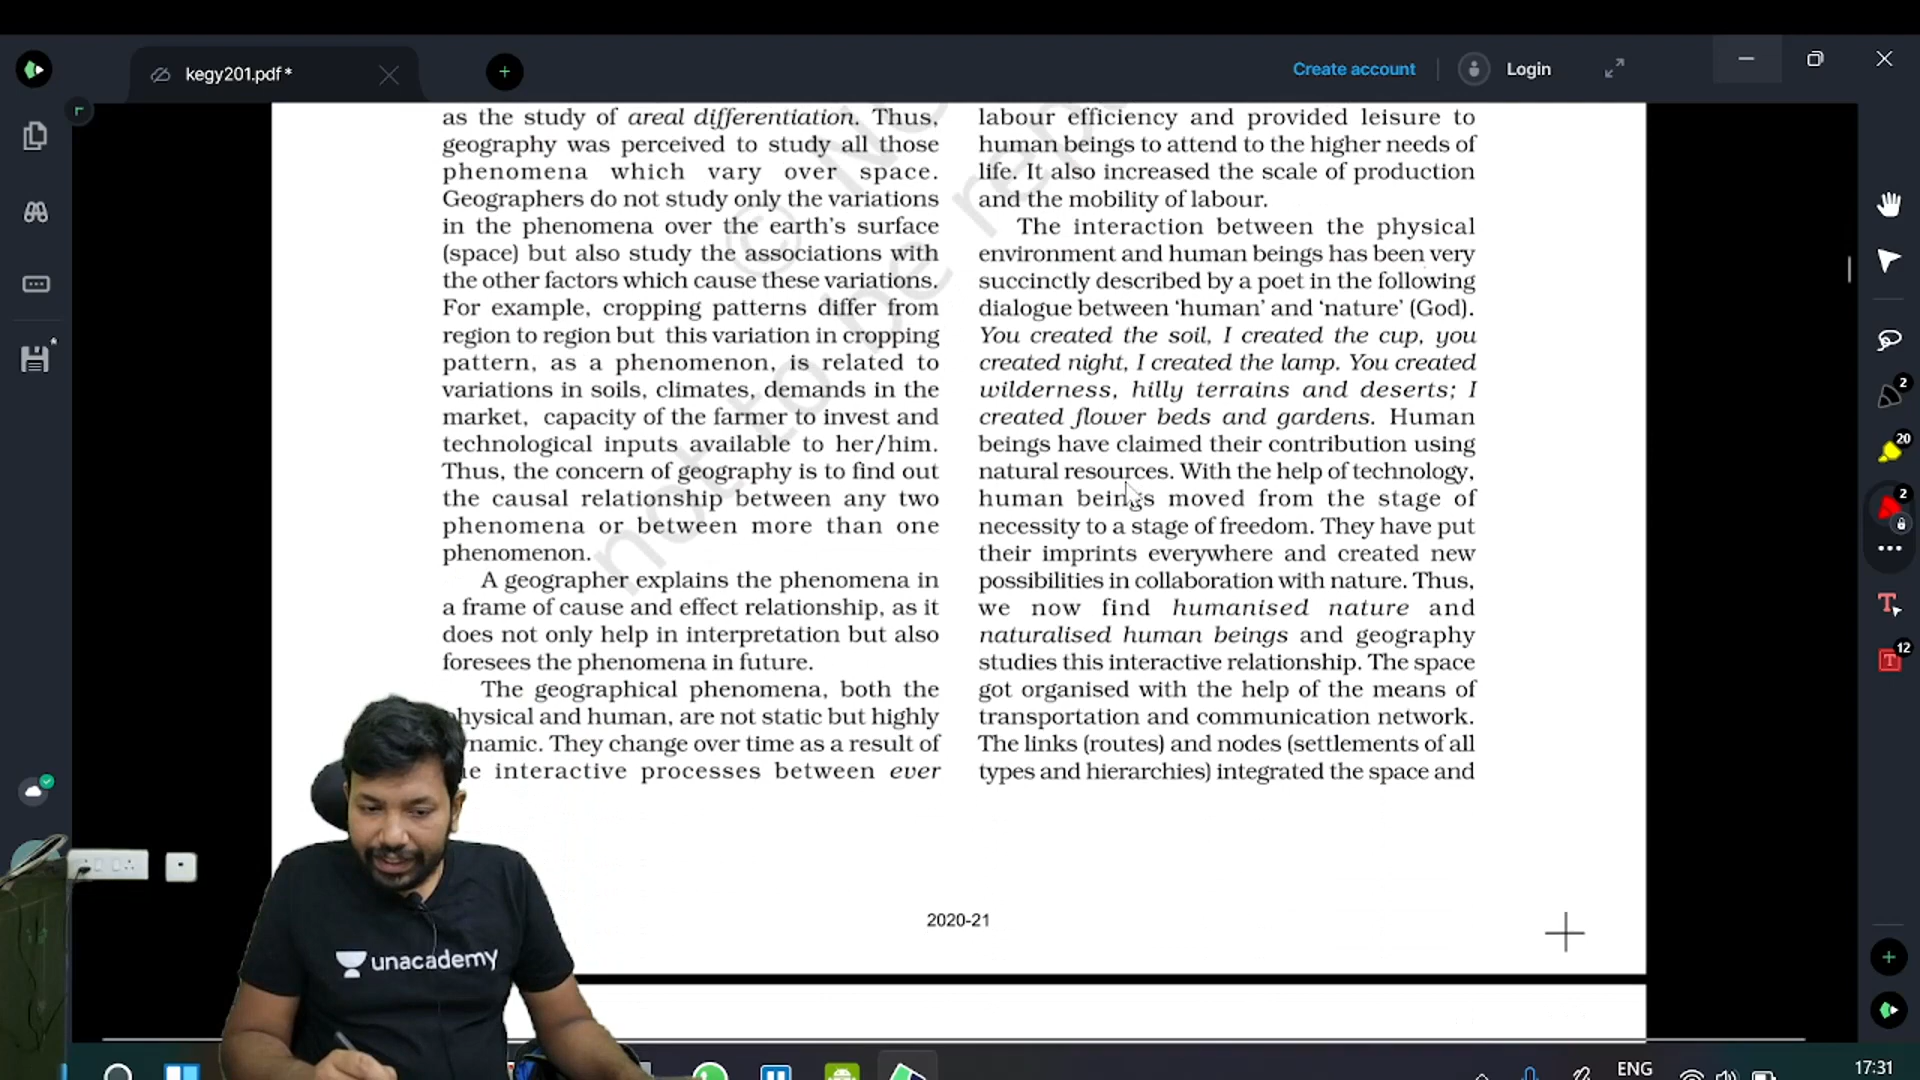 kegy201.pdf*
Create account
Login
as the study of areal differentiation. Thus,
geography was perceived to study all those
phenomena which vary over space.
Geographers do not study only the variations
in the phenomena over the earth's surface
(space) but also study the associations with
the other factors which cause these variations.
For example, cropping patterns differ from
region to region but this variation in cropping
pattern, as a phenomenon, is related to
variations in soils, climates, demands in the
market, capacity of the farmer to invest and
technological inputs available to her/him.
Thus, the concern of geography is to find out
the causal relationship between any two
phenomena or between more than one
phenomenon.
A geographer explains the phenomena in
a frame of cause and effect relationship, as it
does not only help in interpretation but also
foresees the phenomena in future.
The geographical phenomena, both the
physical and human, are not static but highly
dynamic. They change over time as a result of
the interactive processes between ever
labour efficiency and provided leisure to
human beings to attend to the higher needs of
life. It also increased the scale of production
and the mobility of labour.
The interaction between the physical
environment and human beings has been very
succinctly described by a poet in the following
dialogue between 'human' and 'nature' (God).
You created the soil, I created the cup, you
created night, I created the lamp. You created
wilderness, hilly terrains and deserts; I
created flower beds and gardens. Human
beings have claimed their contribution using
natural resources. With the help of technology,
human beings moved from the stage of
necessity to a stage of freedom. They have put
their imprints everywhere and created new
possibilities in collaboration with nature. Thus,
we now find humanised nature and
naturalised human beings and geography
studies this interactive relationship. The space
got organised with the help of the means of
transportation and communication network.
The links (routes) and nodes (settlements of all
types and hierarchies) integrated the space and
not to be rep
2020-21
2
20
2
12
unacademy
ENG
17:31